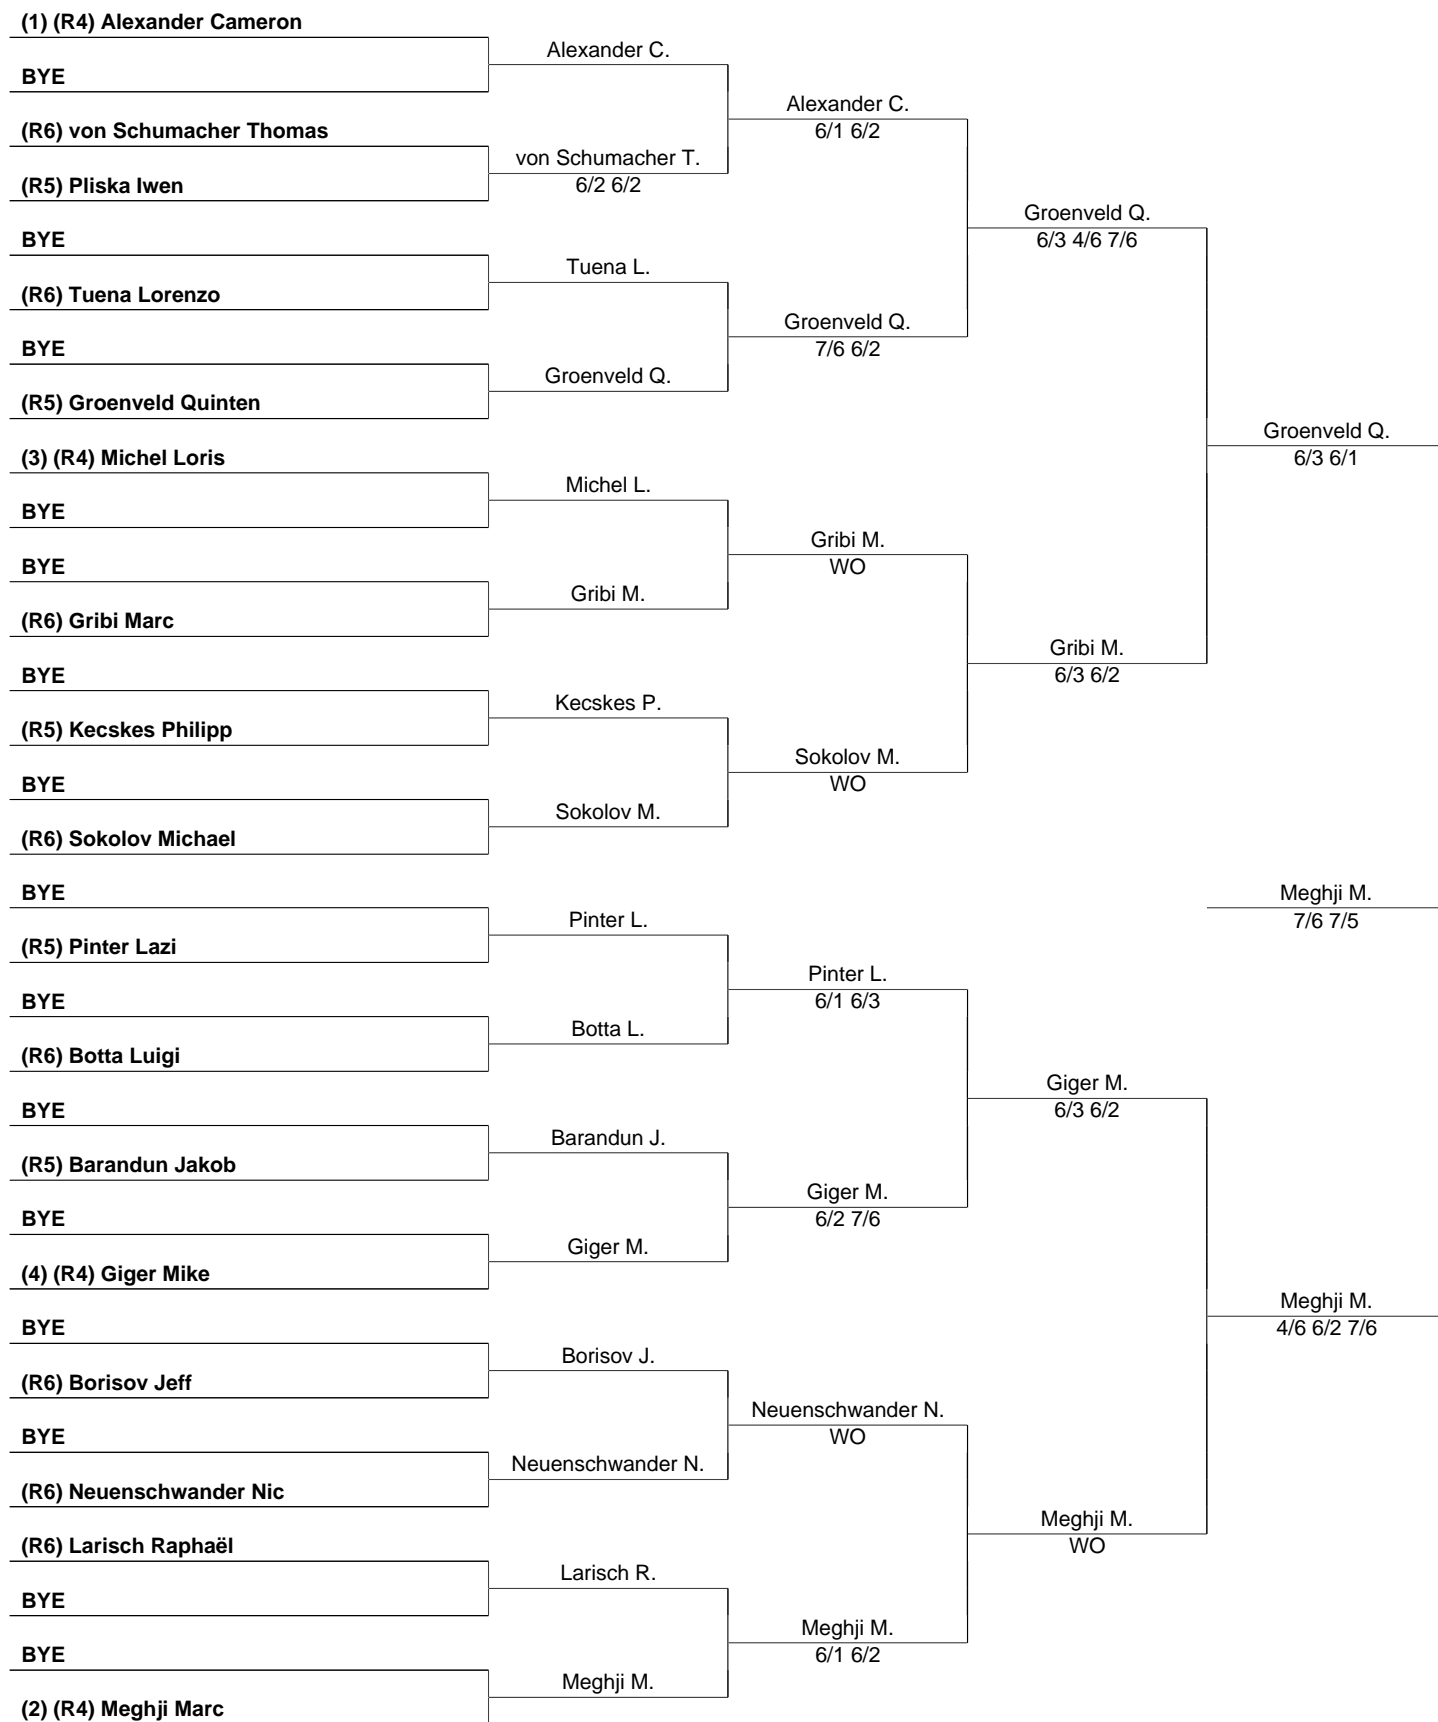 (1) (R4) Alexander Cameron
BYE
(R6) von Schumacher Thomas
(R5) Pliska Iwen
BYE
(R6) Tuena Lorenzo
BYE
(R5) Groenveld Quinten
(3) (R4) Michel Loris
BYE
BYE
(R6) Gribi Marc
BYE
(R5) Kecskes Philipp
BYE
(R6) Sokolov Michael
BYE
(R5) Pinter Lazi
BYE
(R6) Botta Luigi
BYE
(R5) Barandun Jakob
BYE
(4) (R4) Giger Mike
BYE
(R6) Borisov Jeff
BYE
(R6) Neuenschwander Nic
(R6) Larisch Raphaël
BYE
BYE
(2) (R4) Meghji Marc
Alexander C.
von Schumacher T.
6/2 6/2
Tuena L.
Groenveld Q.
Michel L.
Gribi M.
Kecskes P.
Sokolov M.
Pinter L.
Botta L.
Barandun J.
Giger M.
Borisov J.
Neuenschwander N.
Larisch R.
Meghji M.
Alexander C.
6/1 6/2
Groenveld Q.
7/6 6/2
Gribi M.
WO
Sokolov M.
WO
Pinter L.
6/1 6/3
Giger M.
6/2 7/6
Neuenschwander N.
WO
Meghji M.
6/1 6/2
Groenveld Q.
6/3 4/6 7/6
Gribi M.
6/3 6/2
Giger M.
6/3 6/2
Meghji M.
WO
Groenveld Q.
6/3 6/1
Meghji M.
7/6 7/5
Meghji M.
4/6 6/2 7/6